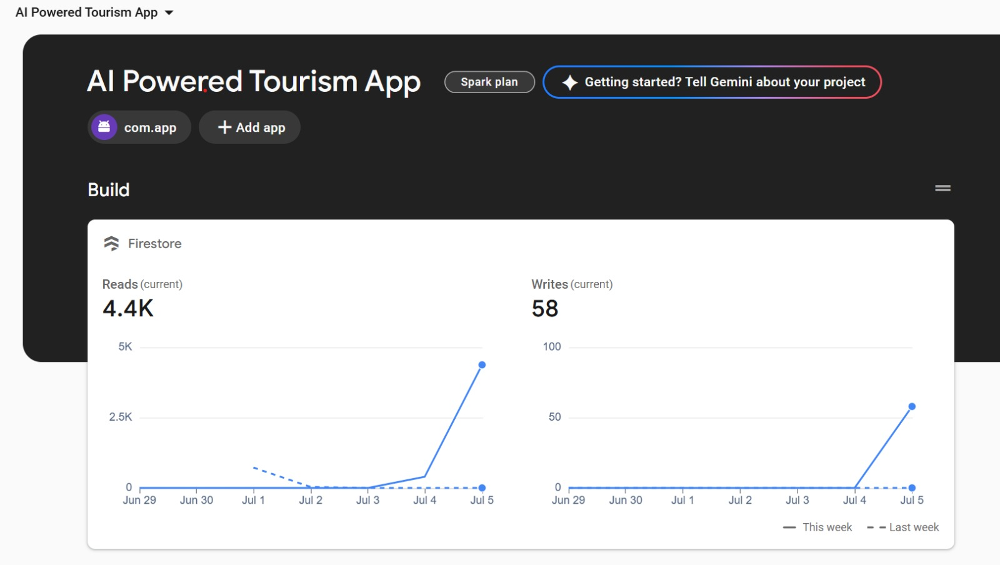 AI Powered Tourism App
AI Powered Tourism App
Spark plan
Getting started? Tell Gemini about your project
com.app
Add app
Build
Firestore
Reads (current)
4.4K
5K
2.5K
0
Jun 29 Jun 30 Jul 1 Jul 2 Jul 3 Jul 4 Jul 5
Writes (current)
58
100
50
0
Jun 29 Jun 30 Jul 1 Jul 2 Jul 3 Jul 4 Jul 5
This week Last week